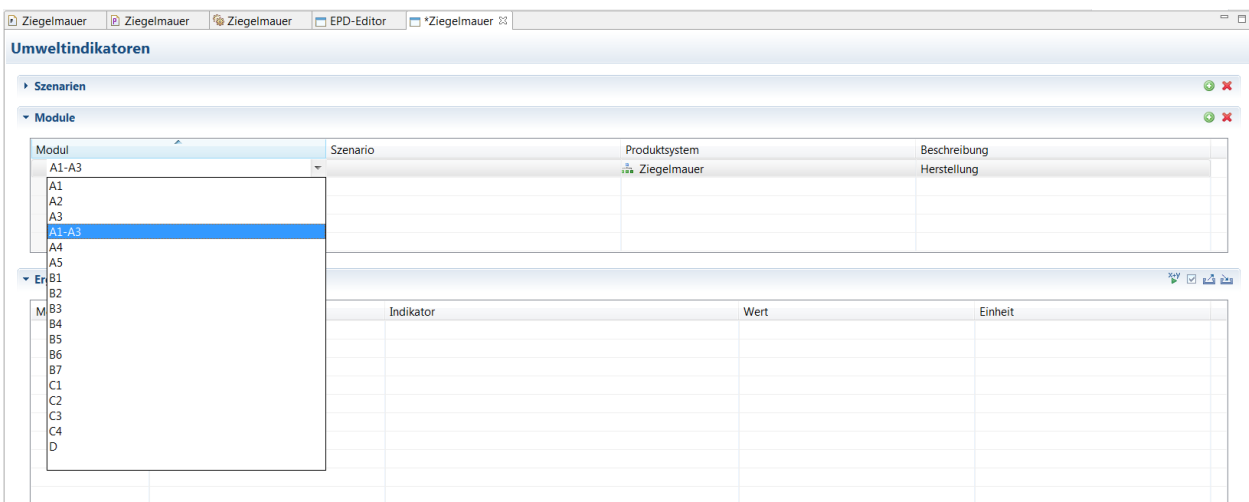 Ziegelmauer Ziegelmauer Ziegelmauer EPD-Editor *Ziegelmauer
Umweltindikatoren
Szenarien
Module
Modul Szenario Produktsystem Beschreibung
A1-A3 Ziegelmauer Herstellung
A1
A2
A3
A1-A3
A4
A5
B1
B2
B3
B4
B5
B6
B7
C1
C2
C3
C4
D
Indikator Wert Einheit